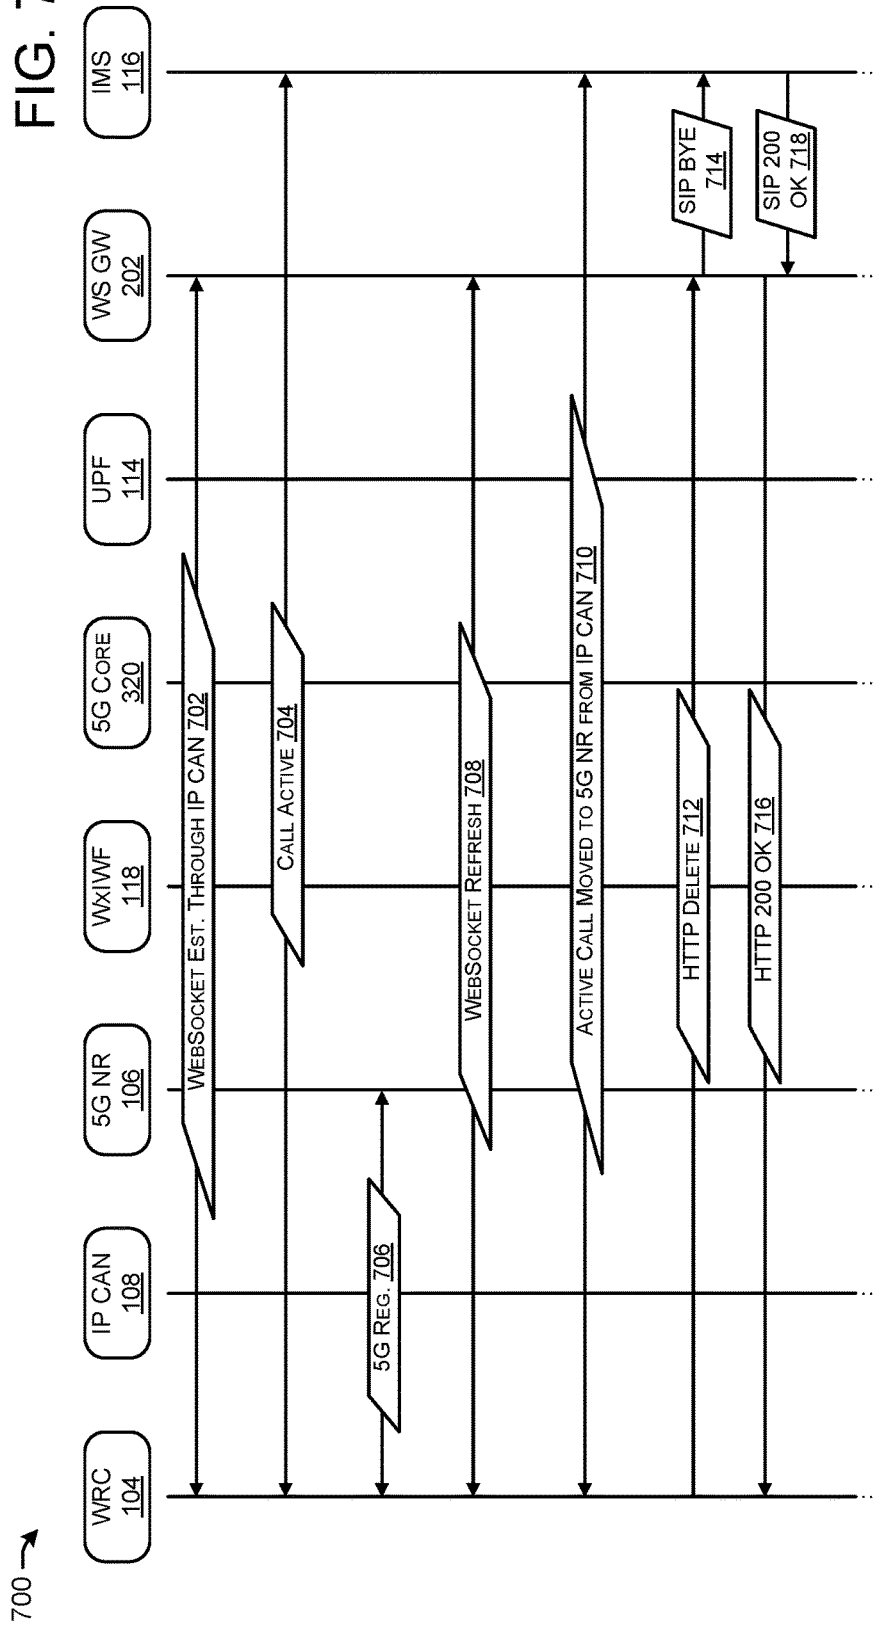 FIG. 7
700
WRC
104
IP CAN
108
5G NR
106
WXIWF
118
5G CORE
320
UPF
114
WS GW
202
IMS
116
WEBSOCKET EST. THROUGH IP CAN 702
CALL ACTIVE 704
5G REG. 706
WEBSOCKET REFRESH 708
ACTIVE CALL MOVED TO 5G NR FROM IP CAN 710
HTTP DELETE 712
SIP BYE
714
HTTP 200 OK 716
SIP 200
OK 718